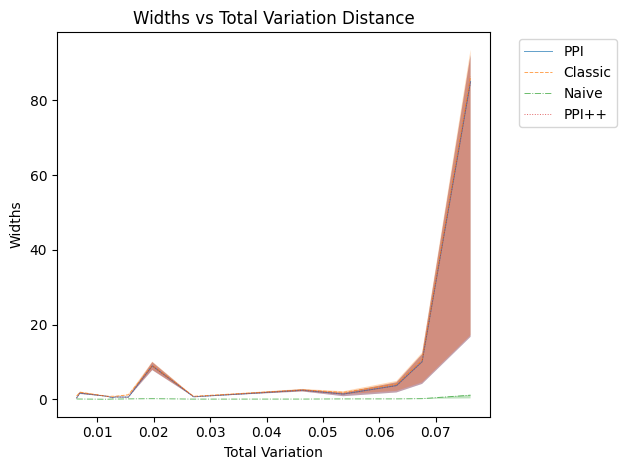 Widths vs Total Variation Distance
PPI
Classic
Naive
PPI++
Widths
80
60
40
20
0
0.01 0.02 0.03 0.04 0.05 0.06 0.07
Total Variation